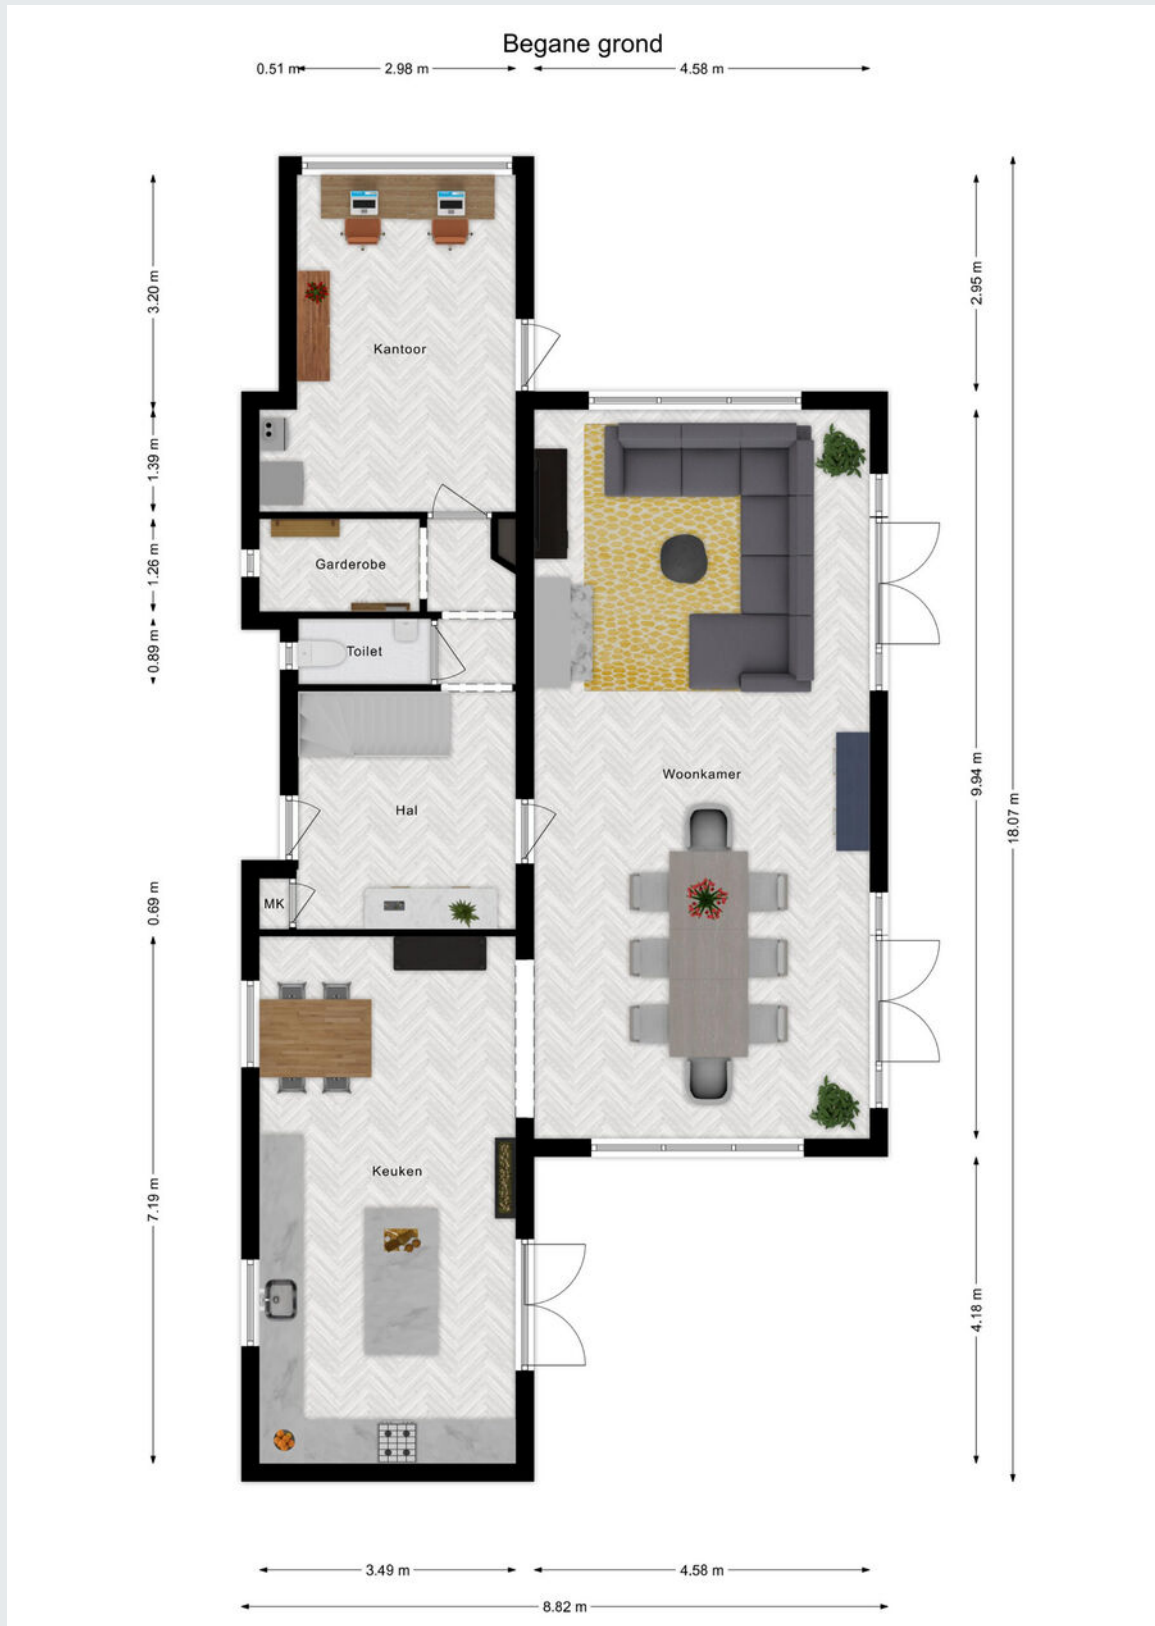 Begane grond
0.51 m
2.98 m
4.58 m
3.20 m
2.95 m
Kantoor
1.39 m
1.26 m
Garderobe
0.89 m
Toilet
Woonkamer
9.94 m
18.07 m
Hal
0.69 m
MK
Keuken
7.19 m
4.18 m
3.49 m
4.58 m
8.82 m